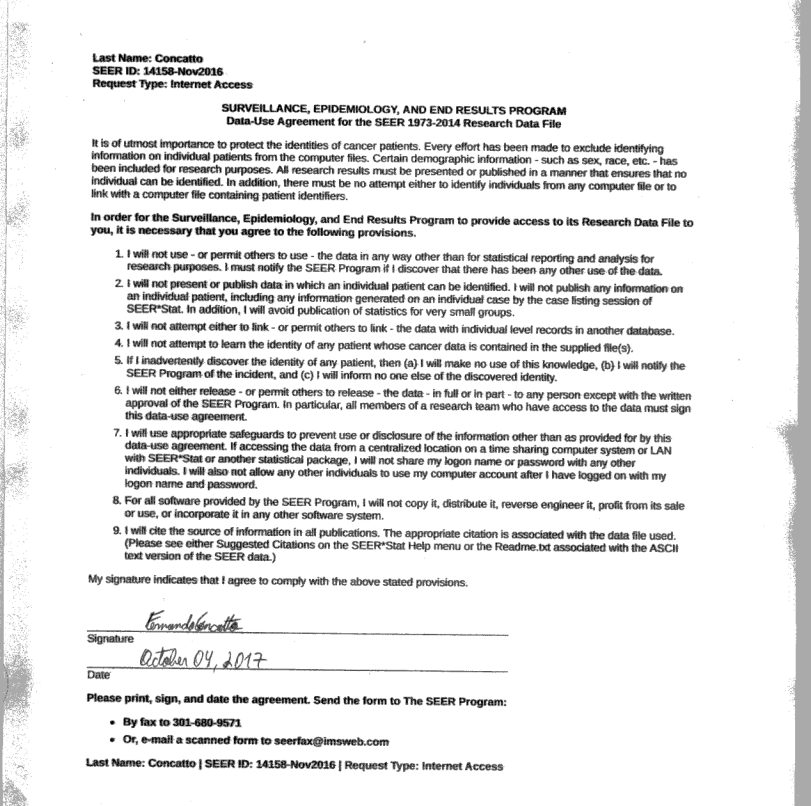 Last Name: Concatto
SEER ID: 14158-Nov2016
Request Type: Internet Access
SURVEILLANCE, EPIDEMIOLOGY, AND END RESULTS PROGRAM
Data-Use Agreement for the SEER 1973-2014 Research Data File
It is of utmost importance to protect the identities of cancer patients. Every effort has been made to exclude identifying
information on individual patients from the computer files. Certain demographic information - such as sex, race, etc. - has
been included for research purposes. All research results must be presented or published in a manner that ensures that no
individual can be identified. In addition, there must be no attempt either to identify individuals from any computer file or to
link with a computer file containing patient identifiers.
In order for the Surveillance, Epidemiology, and End Results Program to provide access to its Research Data File to
you, it is necessary that you agree to the following provisions.
1. I will not use - or permit others to use - the data in any way other than for statistical reporting and analysis for
research purposes. I must notify the SEER Program if I discover that there has been any other use of the data.
2. I will not present or publish data in which an individual patient can be identified. I will not publish any information on
an individual patient, including any information generated on an individual case by the case listing session of
SEER*Stat. In addition, I will avoid publication of statistics for very small groups.
3. I will not attempt either to link - or permit others to link - the data with individual level records in another database.
4. I will not attempt to learn the identity of any patient whose cancer data is contained in the supplied file(s).
5. If I inadvertently discover the identity of any patient, then (a) I will make no use of this knowledge, (b) I will notify the
SEER Program of the incident, and (c) I will inform no one else of the discovered identity.
6. I will not either release - or permit others to release - the data - in full or in part - to any person except with the written
approval of the SEER Program. In particular, all members of a research team who have access to the data must sign
this data-use agreement.
7. I will use appropriate safeguards to prevent use or disclosure of the information other than as provided for by this
data-use agreement. If accessing the data from a centralized location on a time sharing computer system or LAN
with SEER*Stat or another statistical package, I will not share my logon name or password with any other
individuals. I will also not allow any other individuals to use my computer account after I have logged on with my
logon name and password.
8. For all software provided by the SEER Program, I will not copy it, distribute it, reverse engineer it, profit from its sale
or use, or incorporate it in any other software system.
9. I will cite the source of information in all publications. The appropriate citation is associated with the data file used.
(Please see either Suggested Citations on the SEER*Stat Help menu or the Readme.txt associated with the ASCII
text version of the SEER data.)
My signature indicates that I agree to comply with the above stated provisions.
Fernando Concatto
Signature
October 04, 2017
Date
Please print, sign, and date the agreement. Send the form to The SEER Program:
• By fax to 301-680-9571
• Or, e-mail a scanned form to seerfax@imsweb.com
Last Name: Concatto | SEER ID: 14158-Nov2016 | Request Type: Internet Access